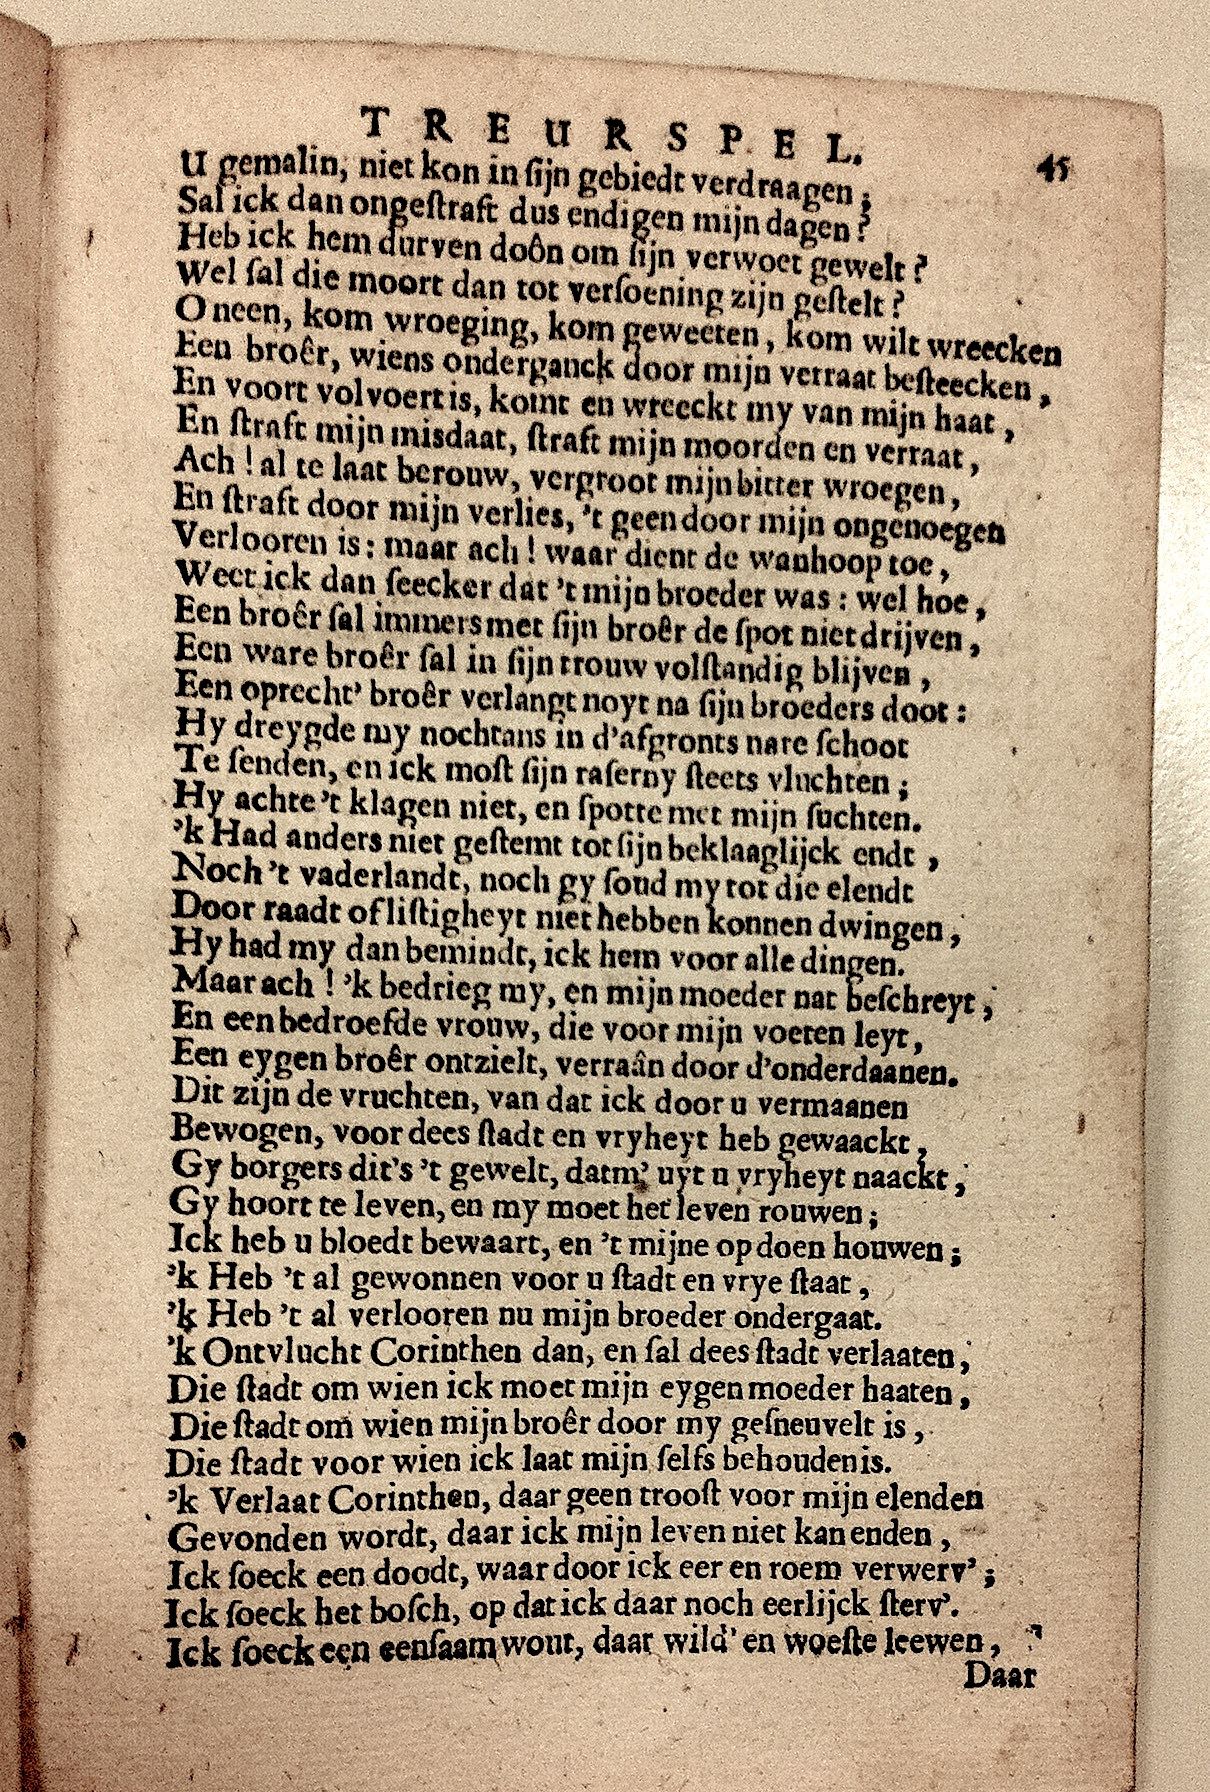 TREURSPEL. 45
U gemalin, niet kon in ſijn gebiedt verdraagen;
Sal ick dan ongeſtraft dus endigen mijn dagen?
Heb ick hem durven doôn om ſijn verwoet gewelt?
Wel ſal die moort dan tot verſoening zijn geſtelt?
O neen, kom wroeging, kom geweeten, kom wilt wreecken
Een broêr, wiens onderganck door mijn verraat beſteecken,
En voort volvoert is, komt en wreeckt my van mijn haat,
En ſtraft mijn misdaat, ſtraft mijn moorden en verraat,
Ach! al te laat berouw, vergroot mijn bitter wroegen,
En ſtraft door mijn verlies, 't geen door mijn ongenoegen
Verlooren is: maar ach! waar dient de wanhoop toe,
Weet ick dan ſeecker dat 't mijn broeder was: wel hoe,
Een broêr ſal immers met ſijn broêr de ſpot niet drijven,
Een ware broêr ſal in ſijn trouw volſtandig blijven,
Een oprecht' broêr verlangt noyt na ſijn broeders doot:
Hy dreygde my nochtans in d'afgronts nare ſchoot
Te ſenden, en ick moſt ſijn raſerny ſteets vluchten;
Hy achte 't klagen niet, en ſpotte met mijn ſuchten.
'k Had anders niet geſtemt tot ſijn beklaaglijck endt,
Noch 't vaderlandt, noch gy ſoud my tot die elendt
Door raadt of liſtigheyt niet hebben konnen dwingen,
Hy had my dan bemindt, ick hem voor alle dingen.
Maar ach! 'k bedrieg my, en mijn moeder nat beſchreyt,
En een bedroefde vrouw, die voor mijn voeten leyt,
Een eygen broêr ontzielt, verraân door d'onderdaanen.
Dit zijn de vruchten, van dat ick door u vermaanen
Bewogen, voor dees ſtadt en vryheyt heb gewaackt,
Gy borgers dit's 't gewelt, datm' uyt u vryheyt naackt,
Gy hoort te leven, en my moet het leven rouwen;
Ick heb u bloedt bewaart, en 't mijne op doen houwen;
'k Heb 't al gewonnen voor u ſtadt en vrye ſtaat,
'k Heb 't al verlooren nu mijn broeder ondergaat.
'k Ontvlucht Corinthen dan, en ſal dees ſtadt verlaaten,
Die ſtadt om wien ick moet mijn eygen moeder haaten,
Die ſtadt om wien mijn broêr door my geſneuvelt is,
Die ſtadt voor wien ick laat mijn ſelfs behoudenis.
'k Verlaat Corinthen, daar geen trooſt voor mijn elenden
Gevonden wordt, daar ick mijn leven niet kan enden,
Ick ſoeck een doodt, waar door ick eer en roem verwerv';
Ick ſoeck het boſch, op dat ick daar noch eerlijck ſterv'.
Ick ſoeck een eenſaam wout, daar wild' en woeſte leewen,
Daar